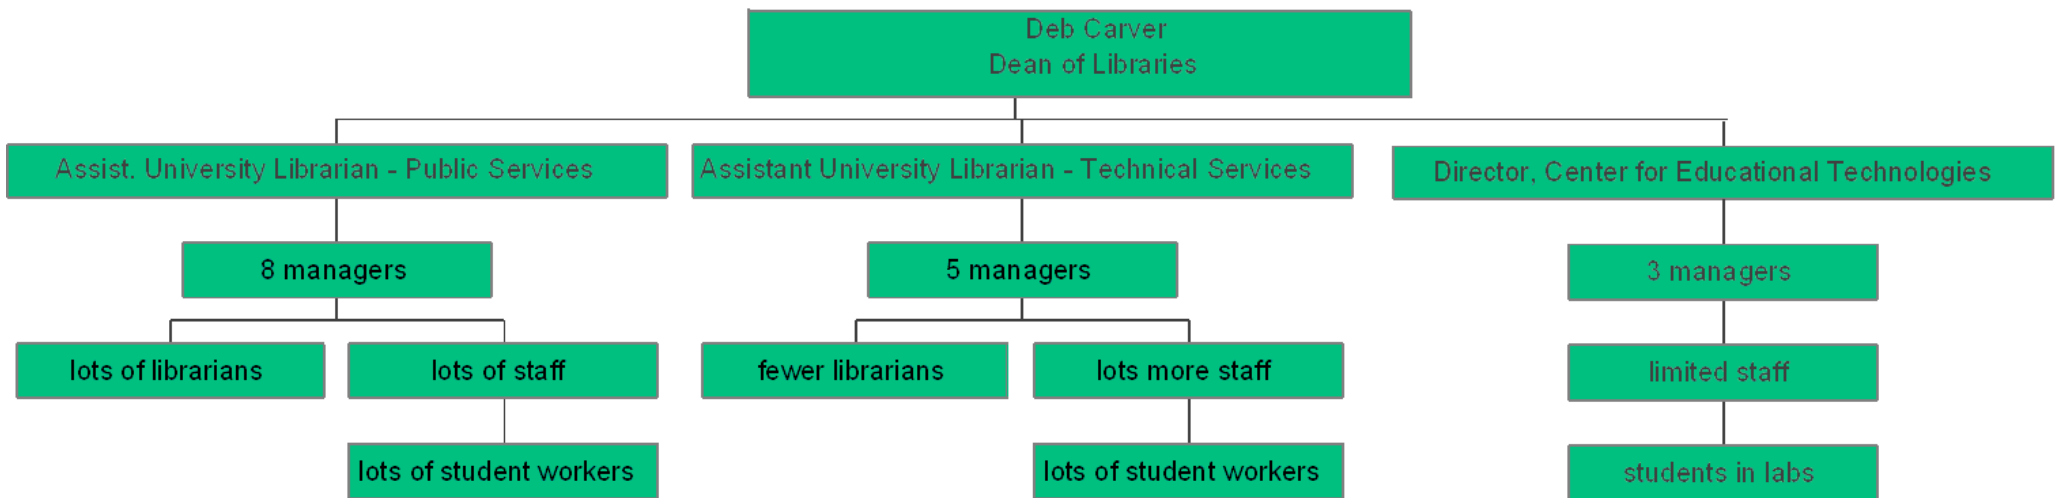 Deb Carver
Dean of Libraries
Assist. University Librarian - Public Services
Assistant University Librarian - Technical Services
Director, Center for Educational Technologies
8 managers
5 managers
3 managers
lots of librarians
lots of staff
fewer librarians
lots more staff
limited staff
lots of student workers
lots of student workers
students in labs